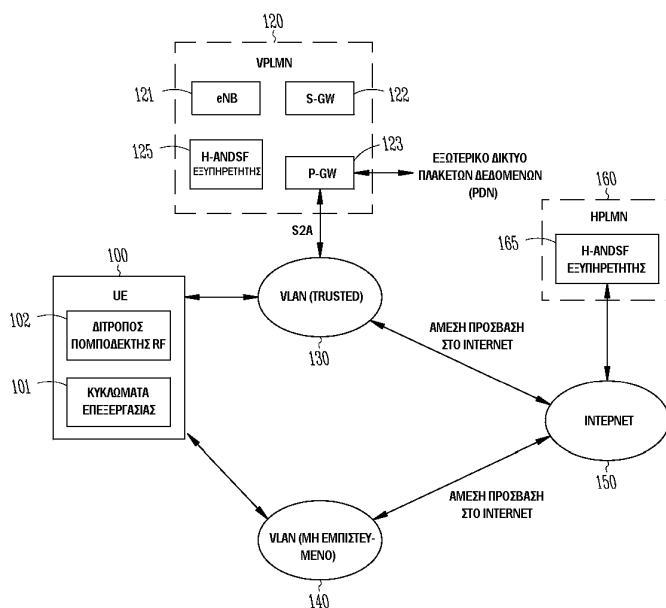 120
VPLMN
121
eNB
S-GW
122
125
H-ANDSF
ΕΞΥΠΗΡΕΤΗΤΗΣ
123
P-GW
ΕΞΩΤΕΡΙΚΟ ΔΙΚΤΥΟ
ΠΛΑΚΕΤΩΝ ΔΕΔΟΜΕΝΩΝ
(PDN)
160
HPLMN
165
H-ANDSF
ΕΞΥΠΗΡΕΤΗΤΗΣ
S2A
100
UE
102
ΔΙΤΡΟΠΟΣ
ΠΟΜΠΟΔΕΚΤΗΣ RF
101
ΚΥΚΛΩΜΑΤΑ
ΕΠΕΞΕΡΓΑΣΙΑΣ
VLAN (TRUSTED)
130
ΑΜΕΣΗ ΠΡΟΣΒΑΣΗ
ΣΤΟ INTERNET
INTERNET
150
ΑΜΕΣΗ ΠΡΟΣΒΑΣΗ
ΣΤΟ INTERNET
VLAN (ΜΗ ΕΜΠΙΣΤΕΥ-
ΜΕΝΟ)
140